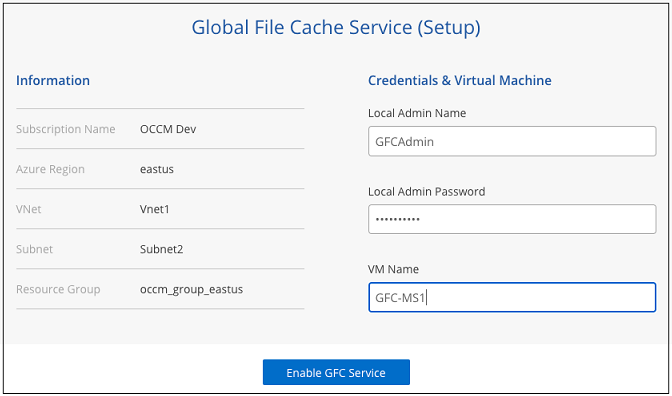 Global File Cache Service (Setup)
Information
Subscription Name OCCM Dev
Azure Region eastus
VNet Vnet1
Subnet Subnet2
Resource Group occm_group_eastus
Credentials & Virtual Machine
Local Admin Name
GFCAdmin
Local Admin Password
••••••••••
VM Name
GFC-MS1
Enable GFC Service